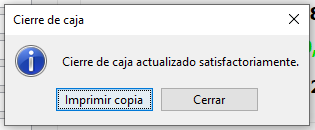 Cierre de caja
Cierre de caja actualizado satisfactoriamente.
Imprimir copia
Cerrar